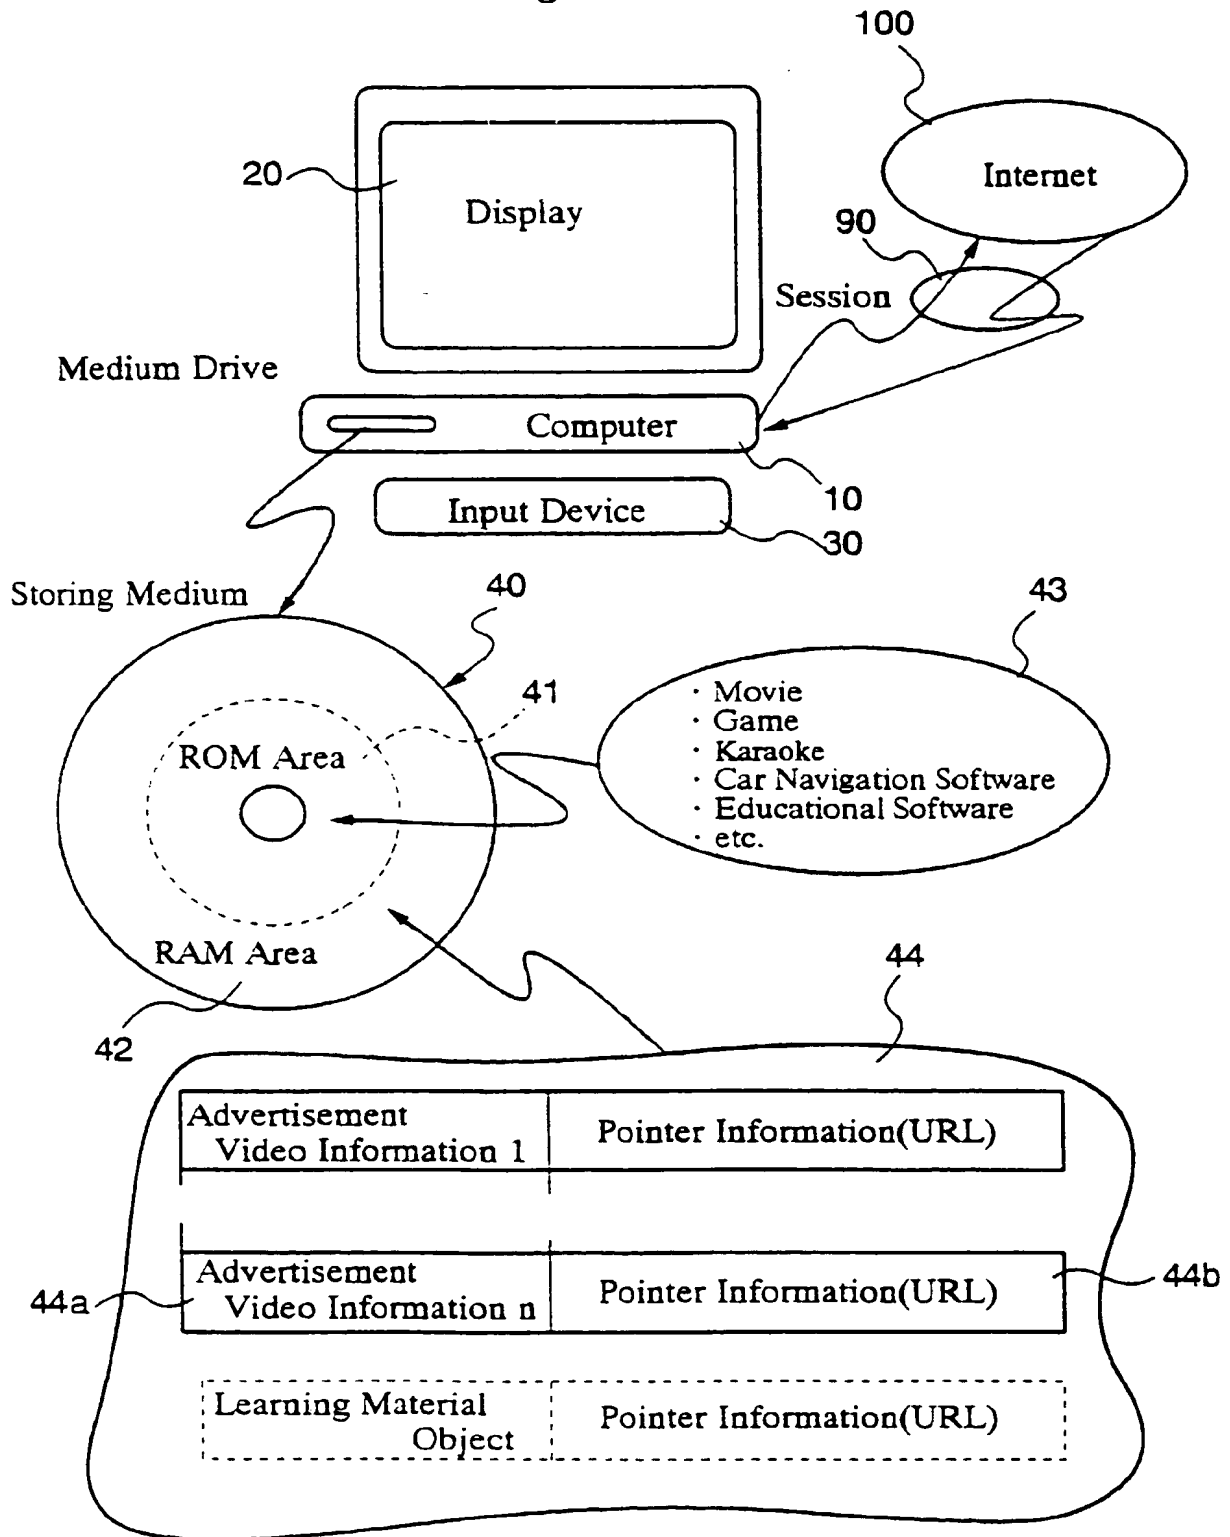 100
20
Display
Internet
90
Session
Medium Drive
Computer
10
Input Device
30
Storing Medium
40
43
41
ROM Area
· Movie
· Game
· Karaoke
· Car Navigation Software
· Educational Software
· etc.
RAM Area
42
44
Advertisement
Video Information 1
Pointer Information(URL)
Advertisement
Video Information n
Pointer Information(URL)
44a
44b
Learning Material
Object
Pointer Information(URL)